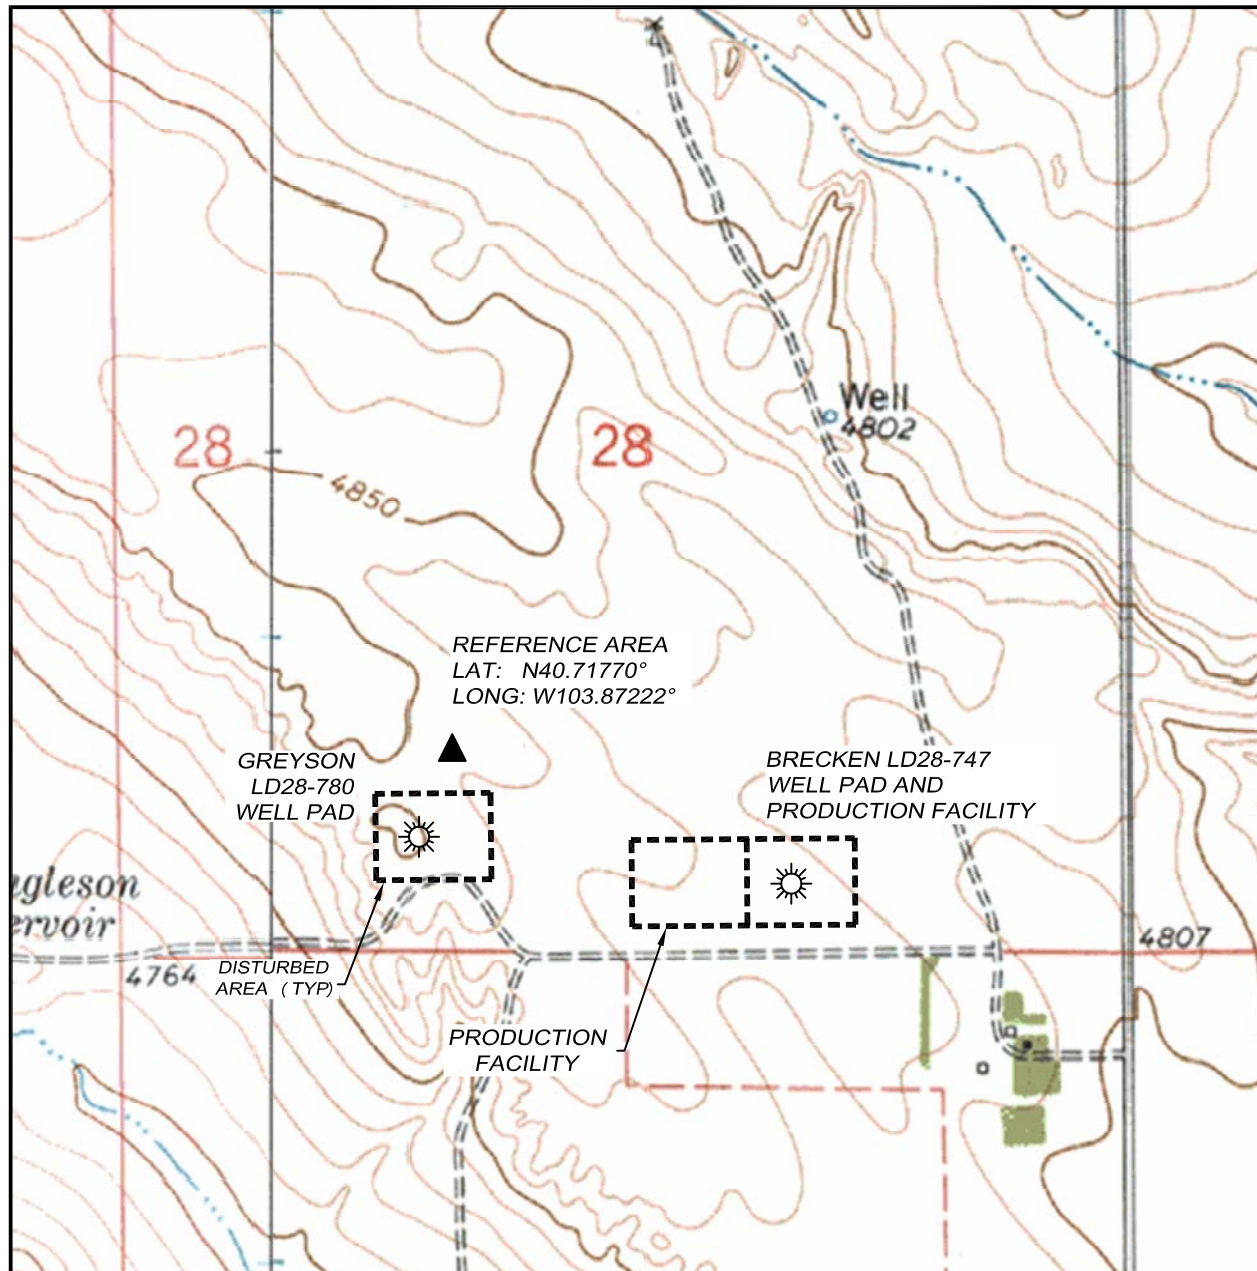 Well
4802
28
28
4850
REFERENCE AREA
LAT: N40.71770°
LONG: W103.87222°
GREYSON
LD28-780
WELL PAD
BRECKEN LD28-747
WELL PAD AND
PRODUCTION FACILITY
agleson
ervoir
4807
4764
DISTURBED
AREA (TYP)
PRODUCTION
FACILITY